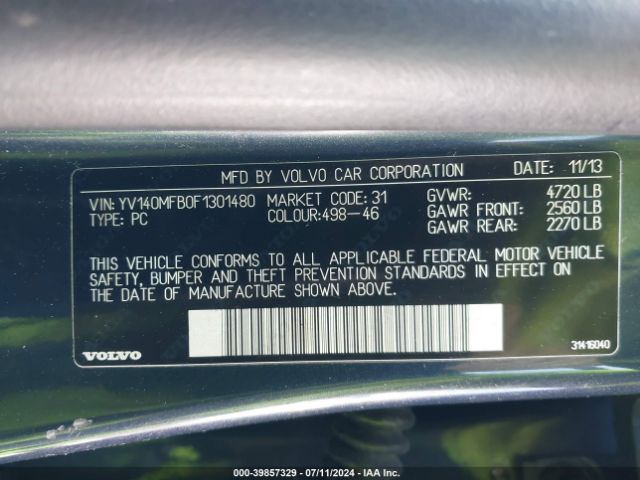 MFD BY VOLVO CAR CORPORATION DATE: 11/13
VIN: YV140MFB0F1301480 MARKET CODE: 31 GVWR: 4720 LB
TYPE: PC COLOUR:498-46 GAWR FRONT: 2560 LB
GAWR REAR: 2270 LB
THIS VEHICLE CONFORMS TO ALL APPLICABLE FEDERAL MOTOR VEHICLE
SAFETY, BUMPER AND THEFT PREVENTION STANDARDS IN EFFECT ON
THE DATE OF MANUFACTURE SHOWN ABOVE.
VOLVO 31415040
000-39857329 - 07/11/2024 - IAA Inc.